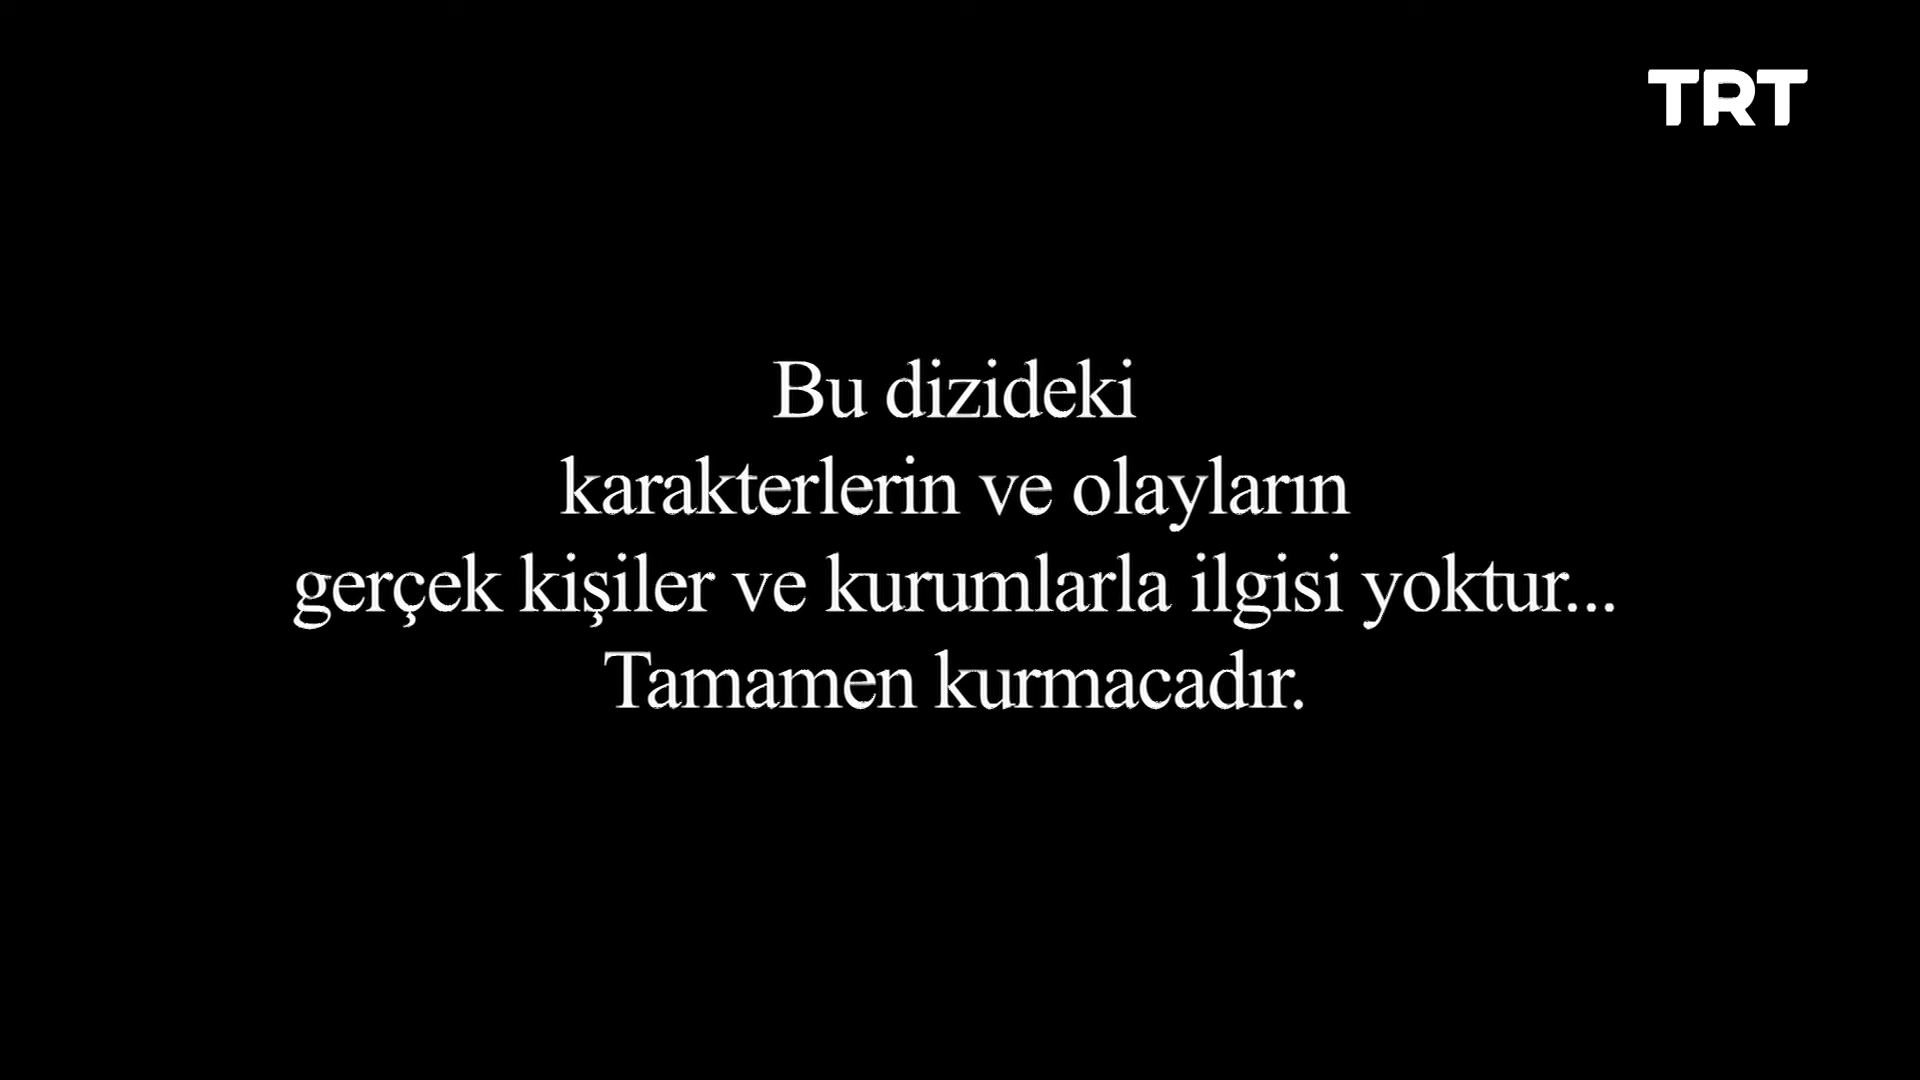 TRT
Bu dizideki
karakterlerin ve olayların
gerçek kişiler ve kurumlarla ilgisi yoktur...
Tamamen kurmacadır.